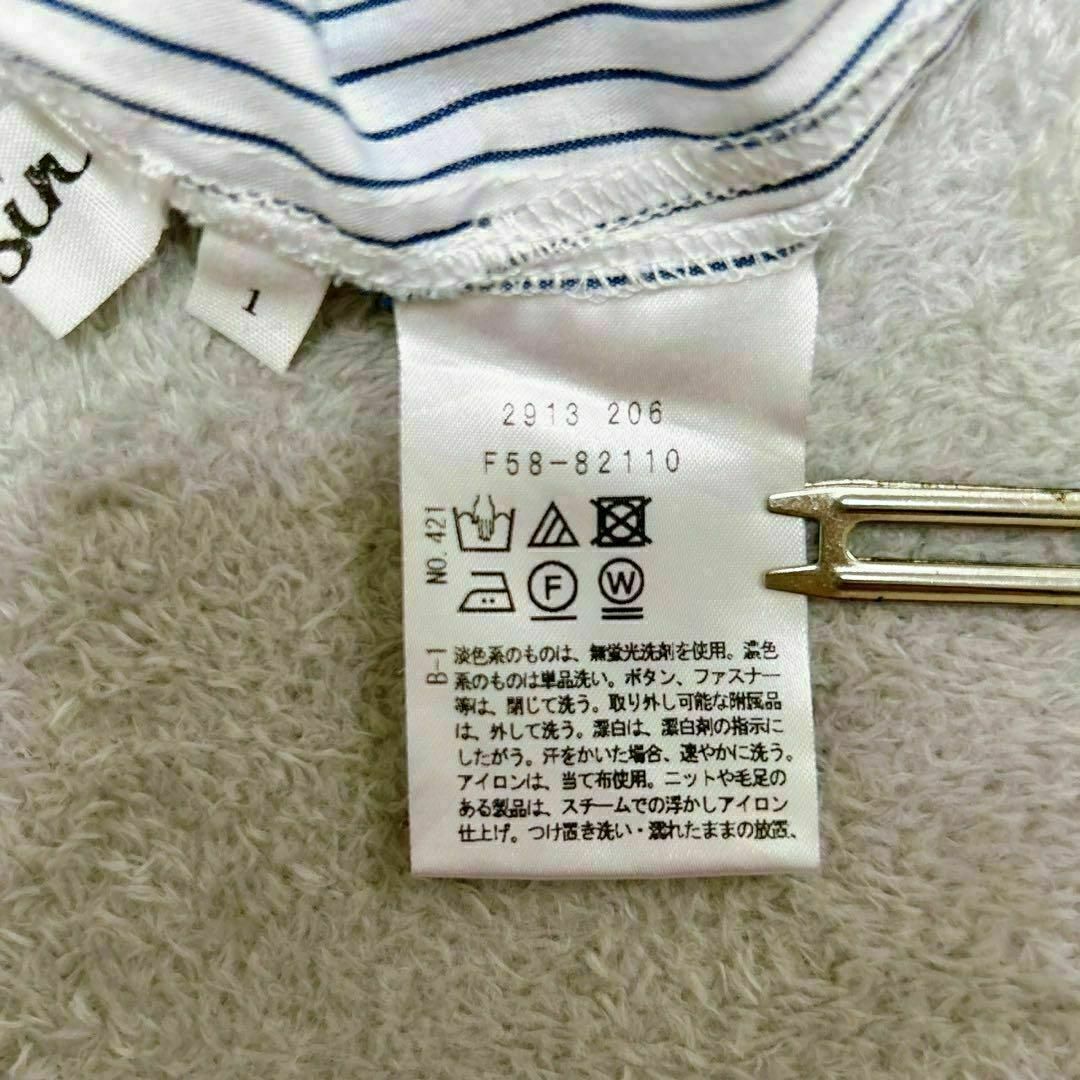 sin
1
2913 206
F58-82110
NO.421
F
W
B-1
淡色系のものは、無蛍光洗剤を使用。濃色
系のものは単品洗い。ボタン、ファスナー
等は、閉じて洗う。取り外し可能な附属品
は、外して洗う。漂白は、漂白剤の指示に
したがう。汗をかいた場合、速やかに洗う。
アイロンは、当て布使用。ニットや毛足の
ある製品は、スチームでの浮かしアイロン
仕上げ。つけ置き洗い・濡れたままの放置、